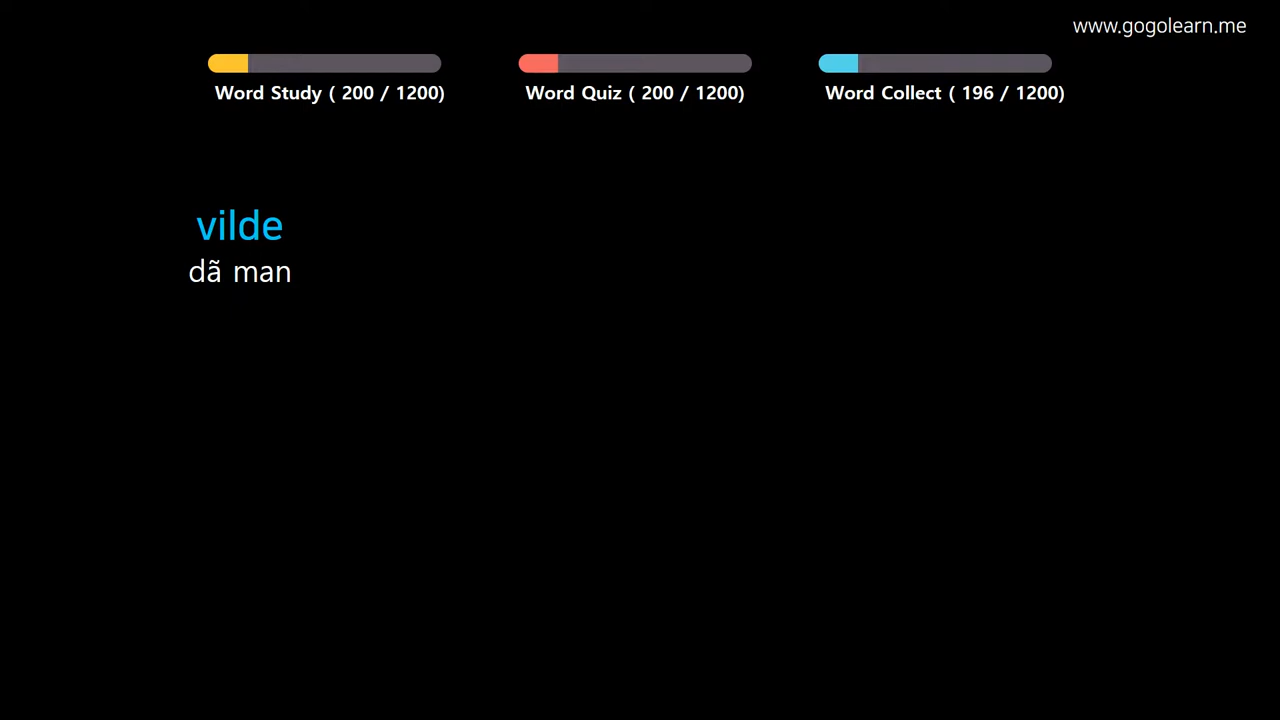 www.gogolearn.me
Word Study ( 200 / 1200)
Word Quiz ( 200 / 1200)
Word Collect ( 196 / 1200)
vilde
dã man